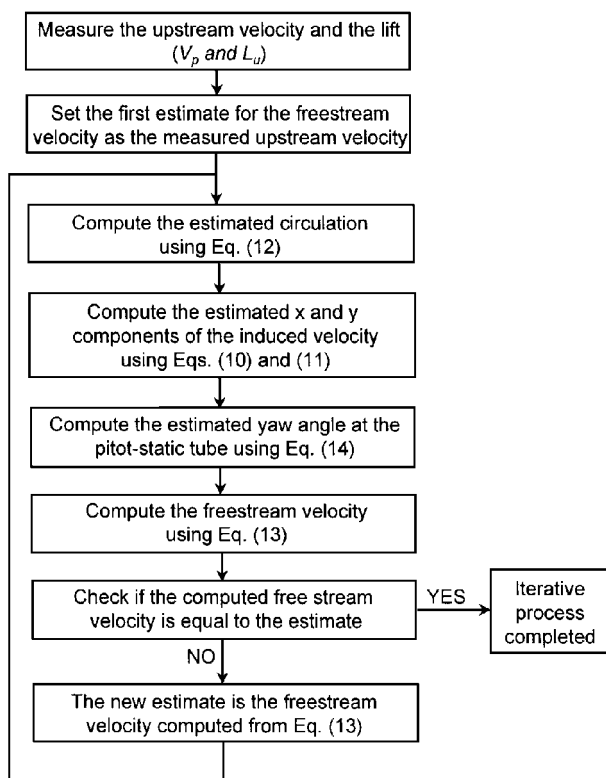 Measure the upstream velocity and the lift
(Vp and Lu)
Set the first estimate for the freestream
velocity as the measured upstream velocity
Compute the estimated circulation
using Eq. (12)
Compute the estimated x and y
components of the induced velocity
using Eqs. (10) and (11)
Compute the estimated yaw angle at the
pitot-static tube using Eq. (14)
Compute the freestream velocity
using Eq. (13)
Check if the computed free stream
velocity is equal to the estimate
YES
Iterative
process
completed
NO
The new estimate is the freestream
velocity computed from Eq. (13)